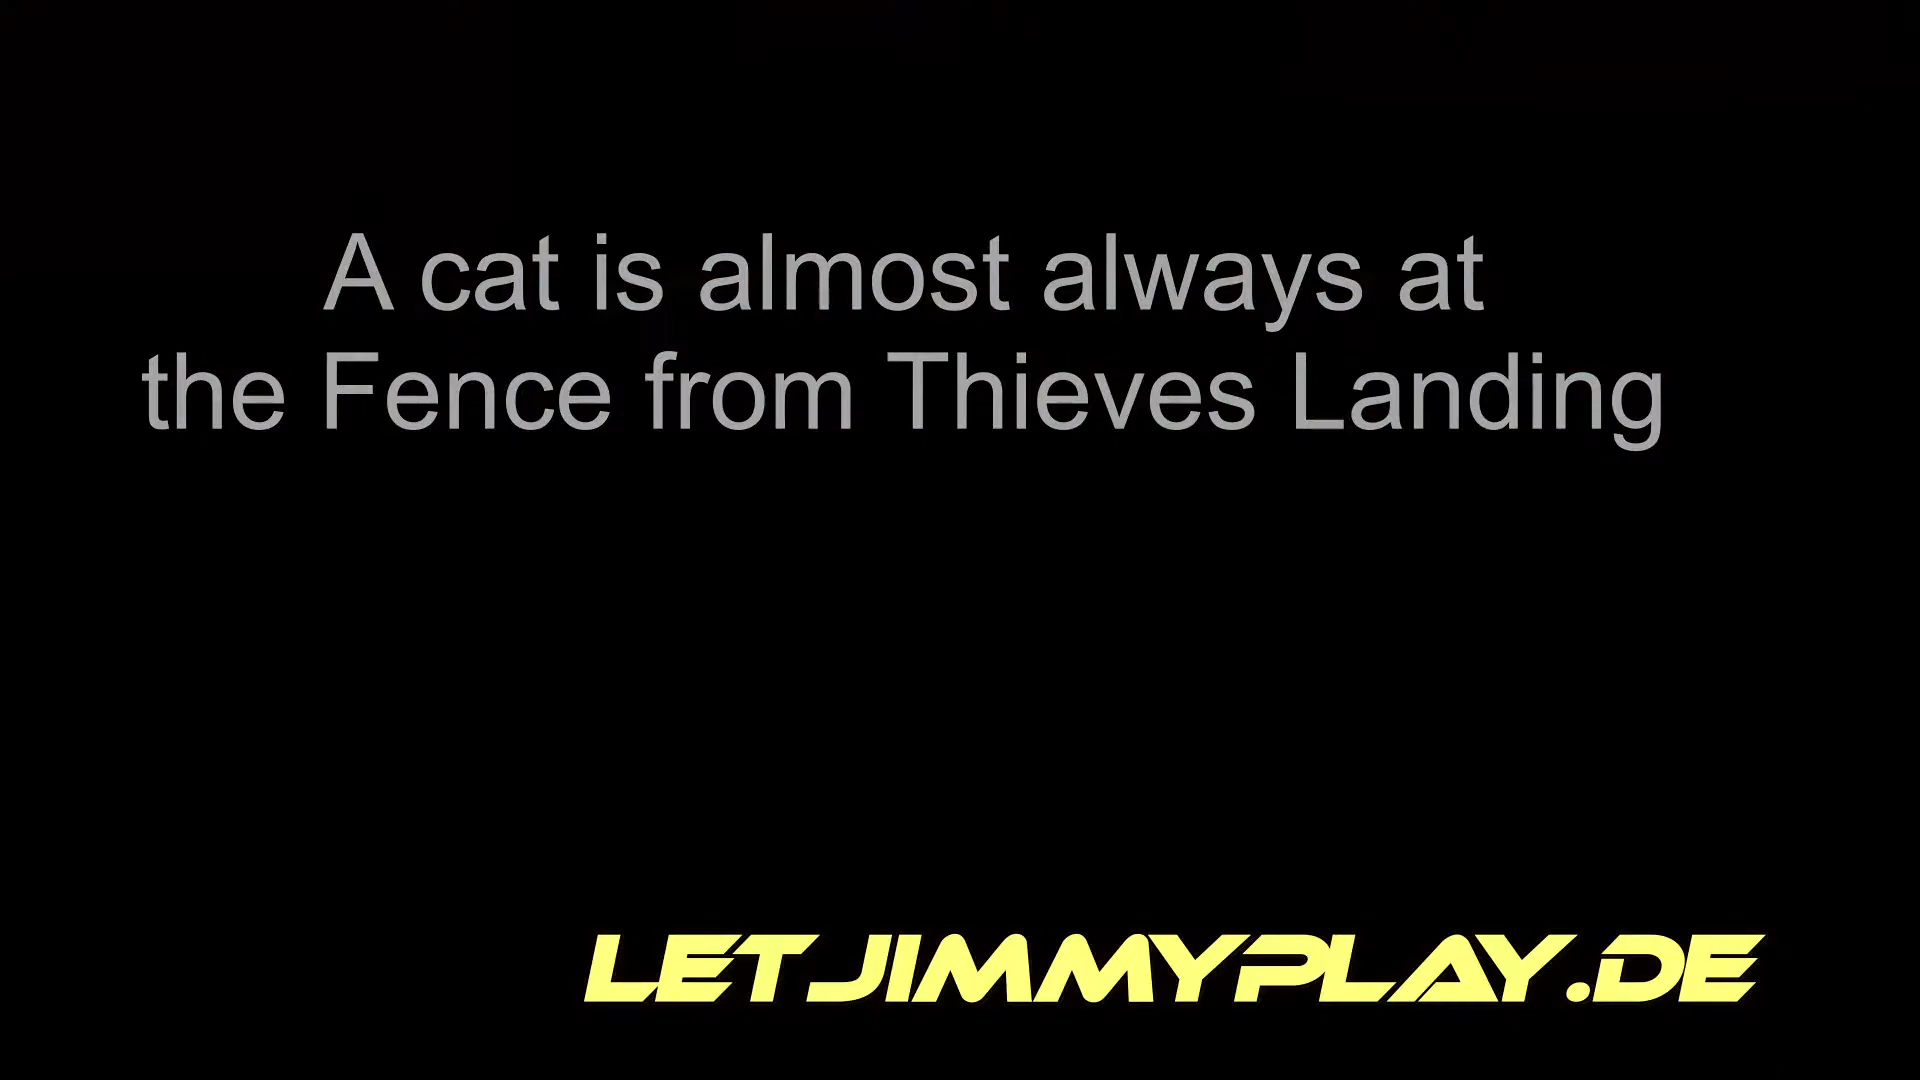 A cat is almost always at
the Fence from Thieves Landing
LETJIMMYPLAY.DE